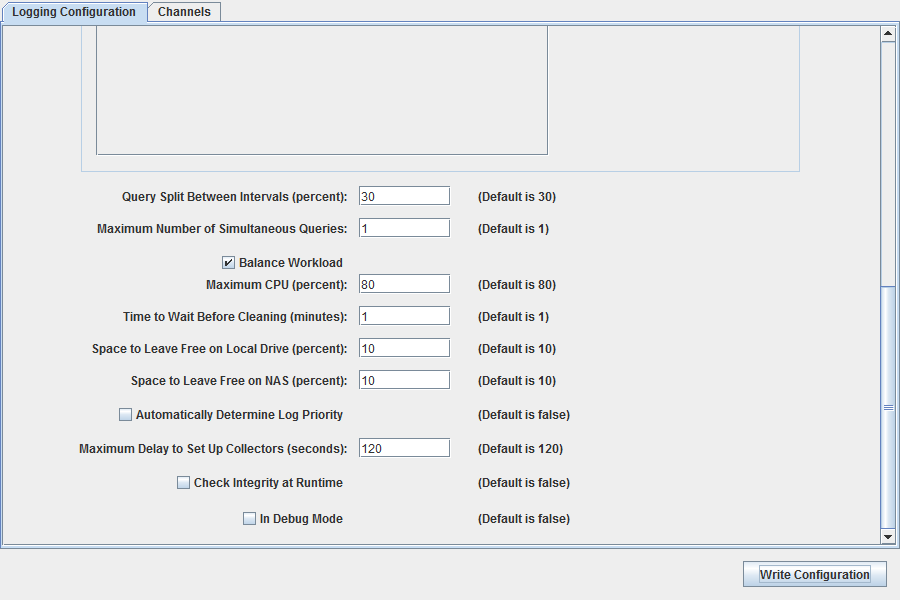 Logging Configuration Channels
Query Split Between Intervals (percent): 30 (Default is 30)
Maximum Number of Simultaneous Queries: 1 (Default is 1)
Balance Workload
Maximum CPU (percent): 80 (Default is 80)
Time to Wait Before Cleaning (minutes): 1 (Default is 1)
Space to Leave Free on Local Drive (percent): 10 (Default is 10)
Space to Leave Free on NAS (percent): 10 (Default is 10)
Automatically Determine Log Priority (Default is false)
Maximum Delay to Set Up Collectors (seconds): 120 (Default is 120)
Check Integrity at Runtime (Default is false)
In Debug Mode (Default is false)
Write Configuration